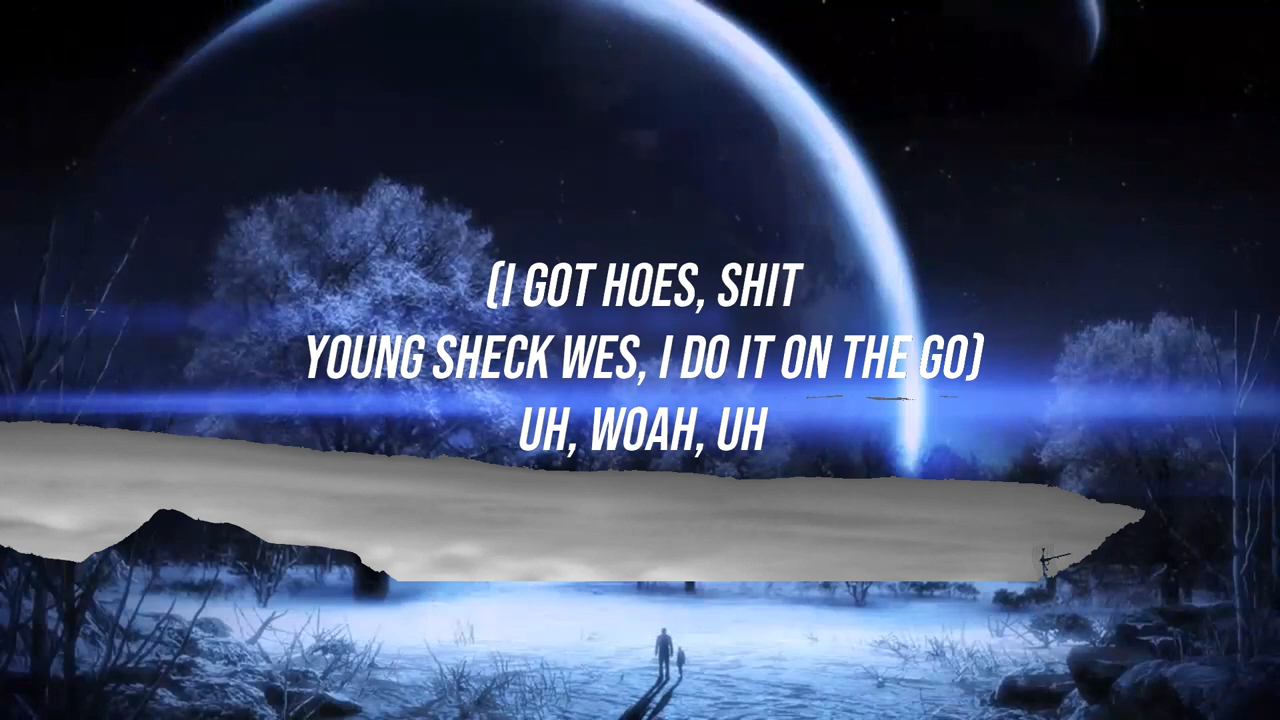 (I GOT HOES, SHIT
YOUNG SHECK WES, I DO IT ON THE GO)
UH, WOAH, UH